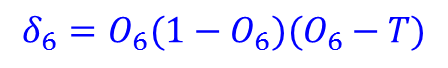 δ₆ = O₆(1 − O₆)(O₆ − T)